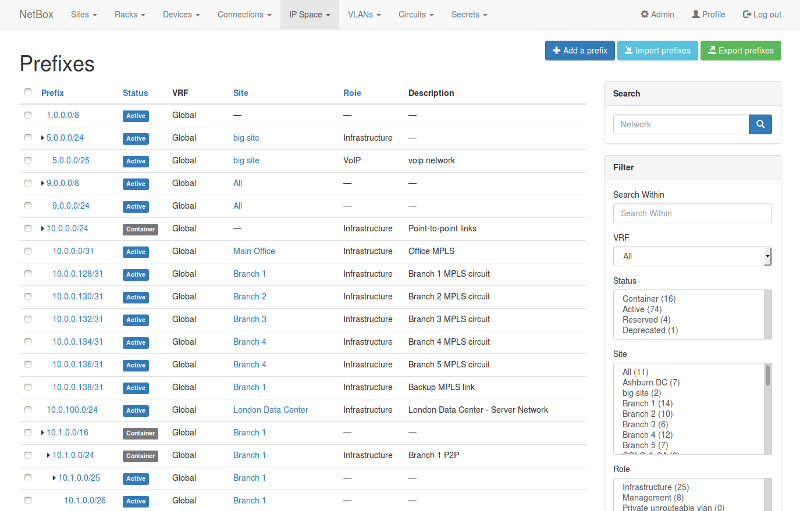 NetBox Sites Racks Devices Connections IP Space VLANs Circuits Secrets Admin Profile Log out
Prefixes
Add a prefix Import prefixes Export prefixes
Prefix Status VRF Site Role Description
1.0.0.0/8 Active Global — — —
5.0.0.0/24 Active Global big site Infrastructure —
5.0.0.0/25 Active Global big site VoIP voip network
9.0.0.0/8 Active Global All — —
9.0.0.0/24 Active Global All — —
10.0.0.0/24 Container Global — Infrastructure Point-to-point links
10.0.0.0/31 Active Global Main Office Infrastructure Office MPLS
10.0.0.128/31 Active Global Branch 1 Infrastructure Branch 1 MPLS circuit
10.0.0.130/31 Active Global Branch 2 Infrastructure Branch 2 MPLS circuit
10.0.0.132/31 Active Global Branch 3 Infrastructure Branch 3 MPLS circuit
10.0.0.134/31 Active Global Branch 4 Infrastructure Branch 4 MPLS circuit
10.0.0.136/31 Active Global Branch 4 Infrastructure Branch 5 MPLS circuit
10.0.0.138/31 Active Global Branch 1 Infrastructure Backup MPLS link
10.0.100.0/24 Active Global London Data Center Infrastructure London Data Center - Server Network
10.1.0.0/16 Container Global Branch 1 — —
10.1.0.0/24 Container Global Branch 1 Infrastructure Branch 1 P2P
10.1.0.0/25 Active Global Branch 1 — —
10.1.0.0/26 Active Global Branch 1 — —
Search
Network
Filter
Search Within
Search Within
VRF
All
Status
Container (16)
Active (74)
Reserved (4)
Deprecated (1)
Site
All (11)
Ashburn DC (7)
big site (2)
Branch 1 (14)
Branch 2 (10)
Branch 3 (6)
Branch 4 (12)
Branch 5 (7)
Role
Infrastructure (25)
Management (8)
Private unrouteable vlan (0)